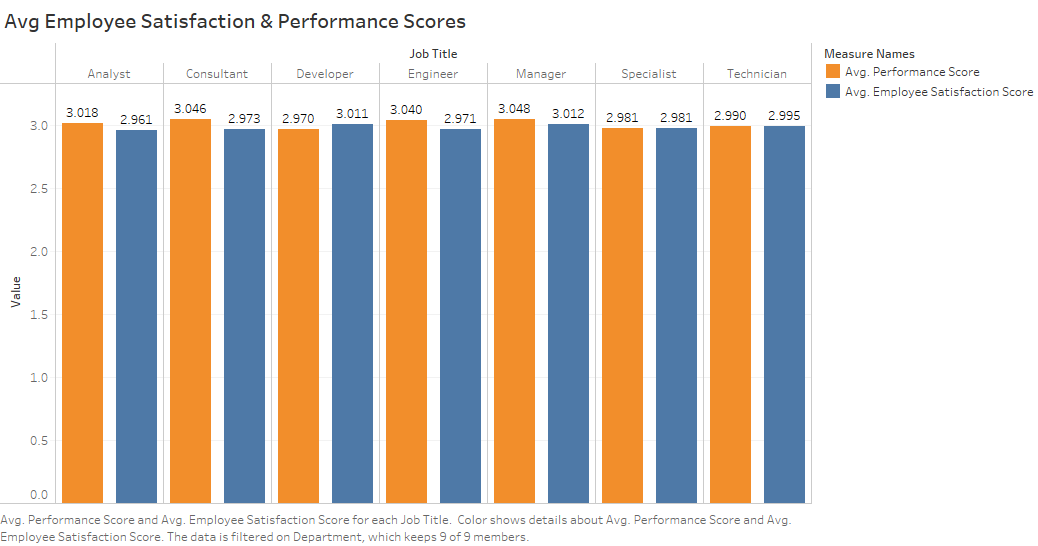 Avg Employee Satisfaction & Performance Scores
Job Title
Analyst Consultant Developer Engineer Manager Specialist Technician
Measure Names
Avg. Performance Score
Avg. Employee Satisfaction Score
3.018 2.961 3.046 2.973 2.970 3.011 3.040 2.971 3.048 3.012 2.981 2.981 2.990 2.995
3.0
2.5
2.0
1.5
1.0
0.5
0.0
Value
Avg. Performance Score and Avg. Employee Satisfaction Score for each Job Title.  Color shows details about Avg. Performance Score and Avg.
Employee Satisfaction Score. The data is filtered on Department, which keeps 9 of 9 members.